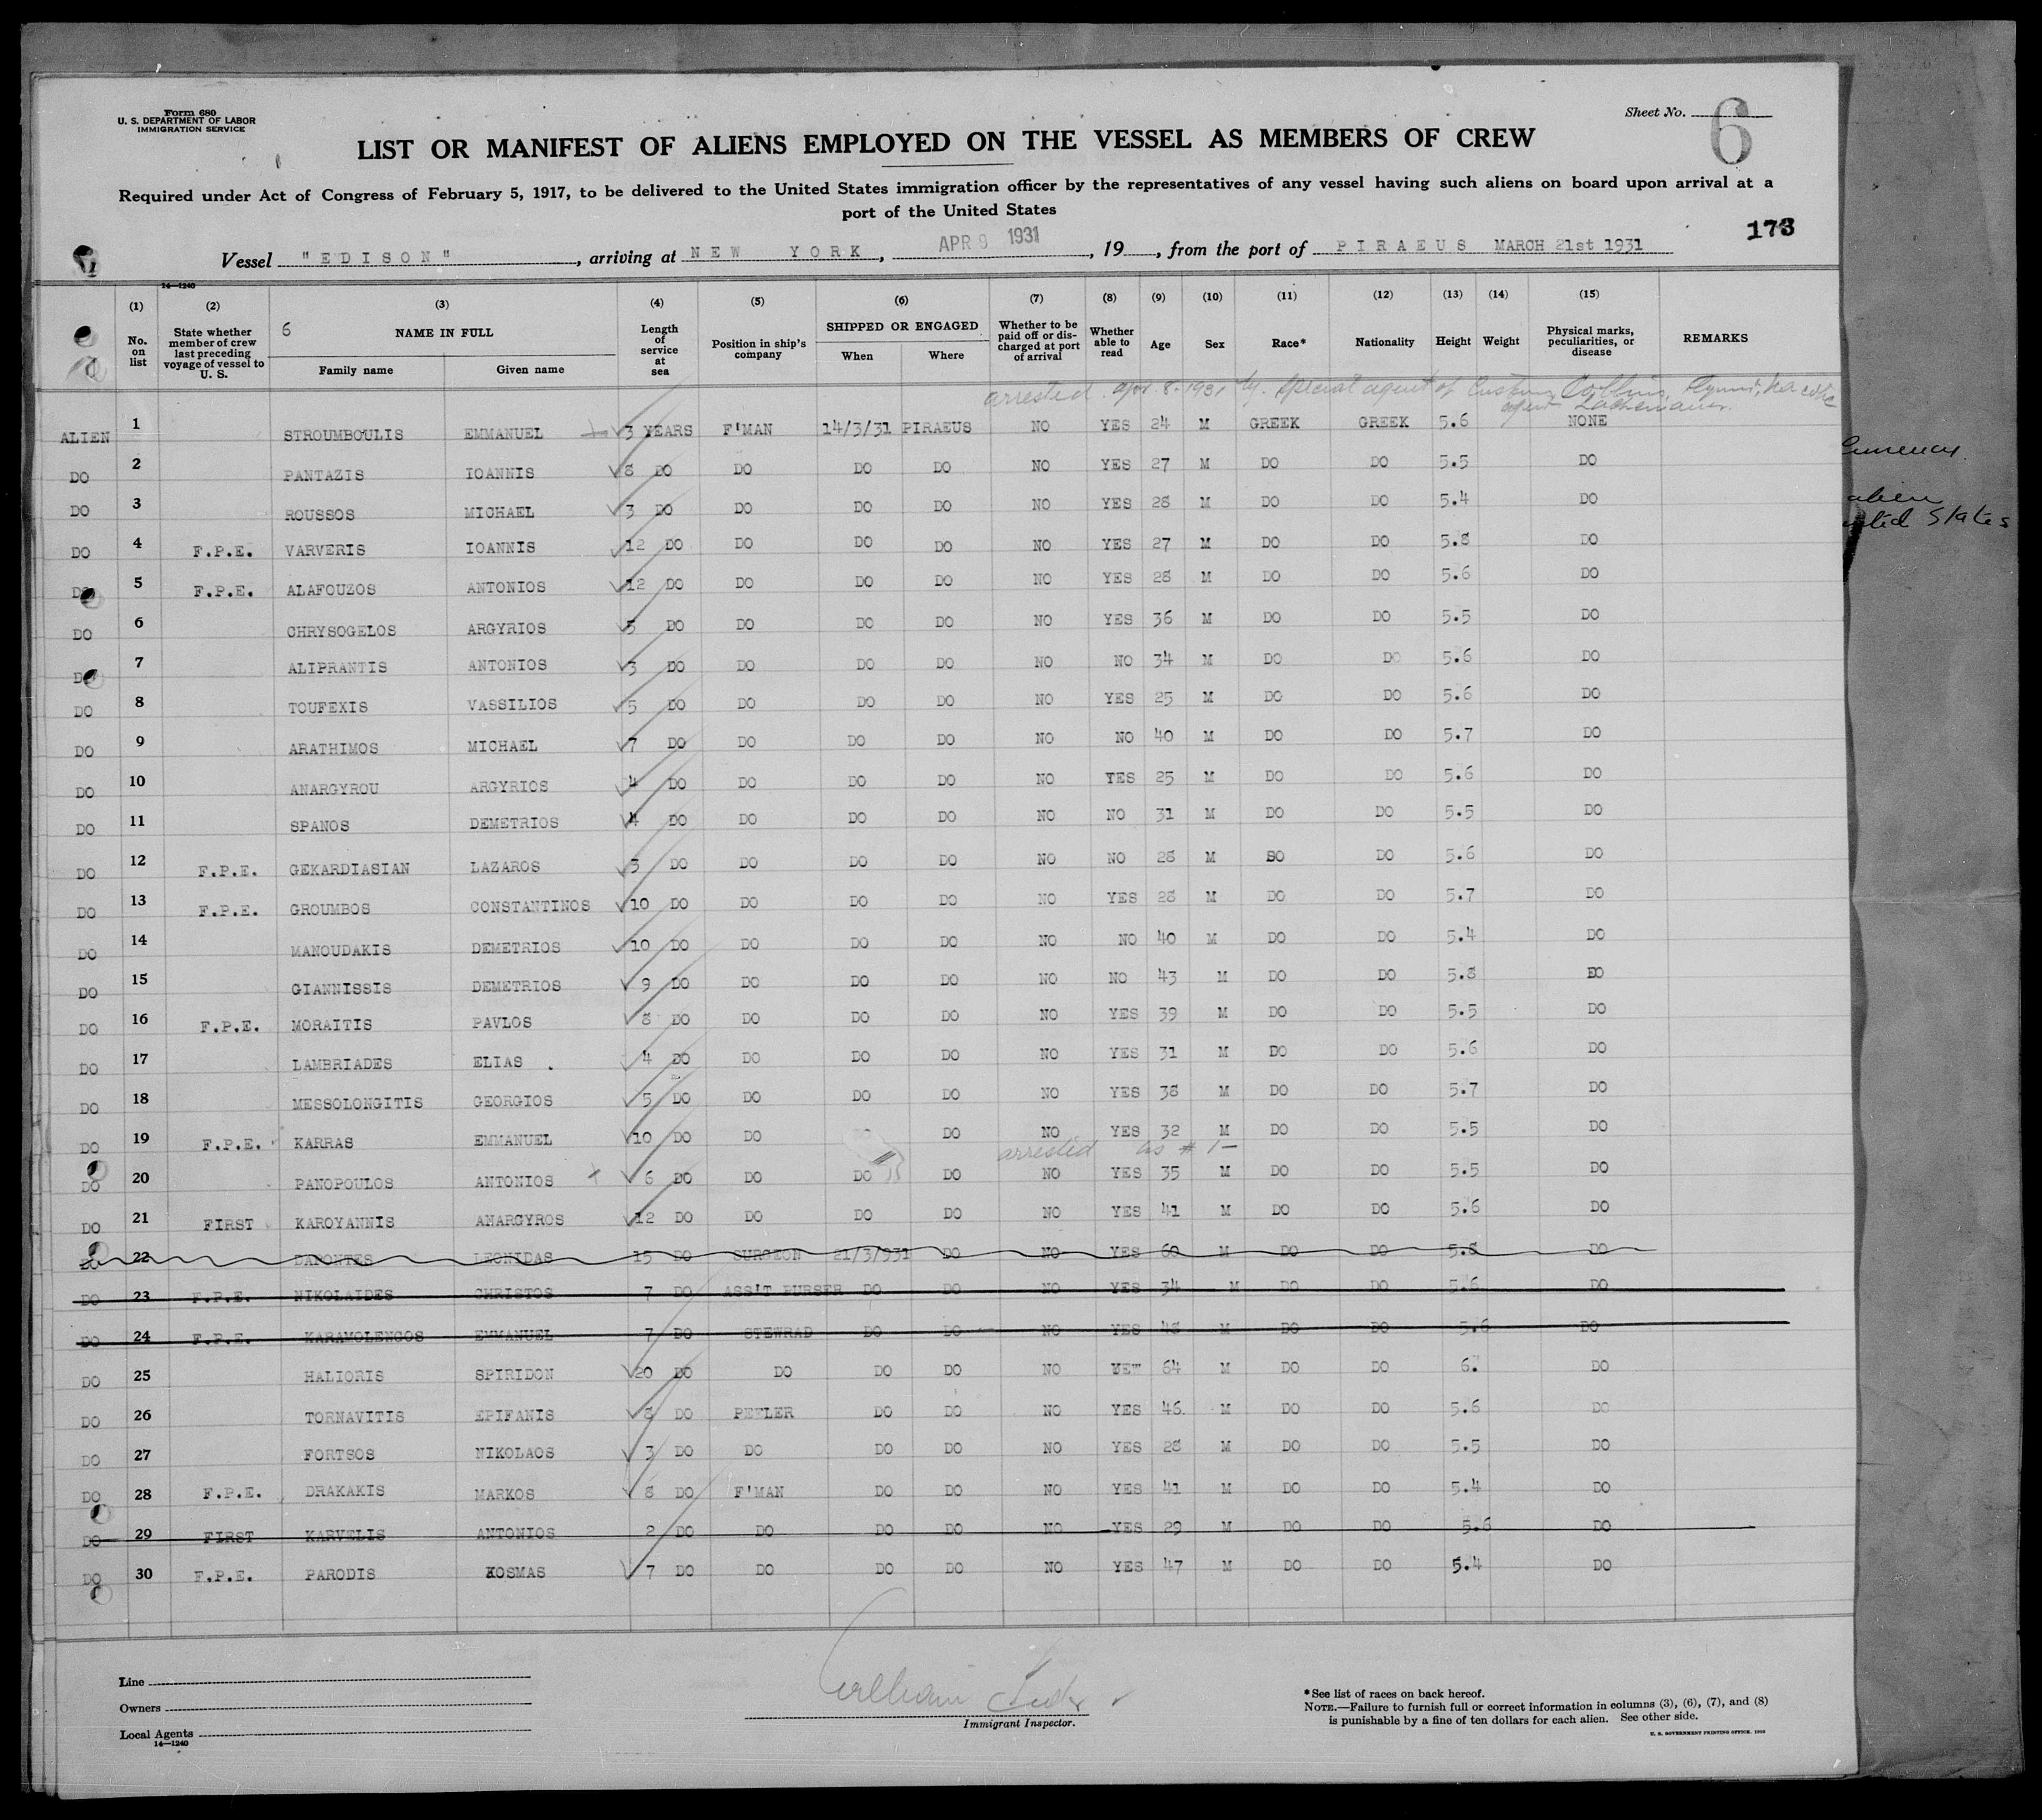 Form 680
U. S. DEPARTMENT OF LABOR
IMMIGRATION SERVICE
Sheet No. 6
LIST OR MANIFEST OF ALIENS EMPLOYED ON THE VESSEL AS MEMBERS OF CREW
Required under Act of Congress of February 5, 1917, to be delivered to the United States immigration officer by the representatives of any vessel having such aliens on board upon arrival at a
port of the United States
173
Vessel "EDISON", arriving at NEW YORK, APR 8 1931, 19, from the port of PIRAEUS MARCH 21st 1931
14—1240
(1) (2) (3) (4) (5) (6) (7) (8) (9) (10) (11) (12) (13) (14) (15)
No. on list State whether member of crew last preceding voyage of vessel to U. S. 6 NAME IN FULL Family name Given name Length of service at sea Position in ship's company SHIPPED OR ENGAGED When Where Whether to be paid off or discharged at port of arrival Whether able to read Age Sex Race* Nationality Height Weight Physical marks, peculiarities, or disease REMARKS
arrested apr. 8-1931 by Special agent of Customs Collins
agent
ALIEN 1 STROUMBOULIS EMMANUEL 3 YEARS F'MAN 14/3/31 PIRAEUS NO YES 24 M GREEK GREEK 5.6 NONE
DO 2 PANTAZIS IOANNIS 8 DO DO DO DO NO YES 27 M DO DO 5.5 DO
DO 3 ROUSSOS MICHAEL 3 DO DO DO DO NO YES 28 M DO DO 5.4 DO
DO 4 F.P.E. VARVERIS IOANNIS 12 DO DO DO DO NO YES 27 M DO DO 5.8 DO
DO 5 F.P.E. ALAFOUZOS ANTONIOS 12 DO DO DO DO NO YES 28 M DO DO 5.6 DO
DO 6 CHRYSOGELOS ARGYRIOS 5 DO DO DO DO NO YES 36 M DO DO 5.5 DO
DO 7 ALIPRANTIS ANTONIOS 3 DO DO DO DO NO NO 34 M DO DO 5.6 DO
DO 8 TOUFEXIS VASSILIOS 5 DO DO DO DO NO YES 25 M DO DO 5.6 DO
DO 9 ARATHIMOS MICHAEL 7 DO DO DO DO NO NO 40 M DO DO 5.7 DO
DO 10 ANARGYROU ARGYRIOS 4 DO DO DO DO NO YES 25 M DO DO 5.6 DO
DO 11 SPANOS DEMETRIOS 4 DO DO DO DO NO NO 31 M DO DO 5.5 DO
DO 12 F.P.E. GEKARDIASIAN LAZAROS 3 DO DO DO DO NO NO 28 M DO DO 5.6 DO
DO 13 F.P.E. GROUMBOS CONSTANTINOS 10 DO DO DO DO NO YES 28 M DO DO 5.7 DO
DO 14 MANOUDAKIS DEMETRIOS 10 DO DO DO DO NO NO 40 M DO DO 5.4 DO
DO 15 GIANNISSIS DEMETRIOS 9 DO DO DO DO NO NO 43 M DO DO 5.8 DO
DO 16 F.P.E. MORAITIS PAVLOS 8 DO DO DO DO NO YES 39 M DO DO 5.5 DO
DO 17 LAMBRIADES ELIAS . 4 DO DO DO DO NO YES 31 M DO DO 5.6 DO
DO 18 MESSOLONGITIS GEORGIOS 5 DO DO DO DO NO YES 38 M DO DO 5.7 DO
DO 19 F.P.E. KARRAS EMMANUEL 10 DO DO DO NO YES 32 M DO DO 5.5 DO
arrested as #1—
DO 20 PANOPOULOS ANTONIOS 6 DO DO DO DO NO YES 35 M DO DO 5.5 DO
DO 21 FIRST KAROYANNIS ANARGYROS 12 DO DO DO DO NO YES 41 M DO DO 5.6 DO
DO 22 DAPONTES LEONIDAS 15 DO SURGEON 21/3/931 DO NO YES 60 M DO DO 5.8 DO
DO 23 F.P.E. NIKOLAIDES CHRISTOS 7 DO ASS'T PURSER DO DO NO YES 34 M DO DO 5.6 DO
DO 24 F.P.E. KARAMOLENGOS EMMANUEL 7 DO STEWRAD DO DO NO YES 48 M DO DO 5.6 DO
DO 25 HALIORIS SPIRIDON 20 DO DO DO DO NO 64 M DO DO 6. DO
DO 26 TORNAVITIS EPIFANIS 8 DO PEELER DO DO NO YES 46 M DO DO 5.6 DO
DO 27 FORTSOS NIKOLAOS 3 DO DO DO DO NO YES 28 M DO DO 5.5 DO
DO 28 F.P.E. DRAKAKIS MARKOS 8 DO F'MAN DO DO NO YES 41 M DO DO 5.4 DO
DO 29 FIRST KARVELIS ANTONIOS 2 DO DO DO DO NO YES 29 M DO DO 5.6 DO
DO 30 F.P.E. PARODIS KOSMAS 7 DO DO DO DO NO YES 47 M DO DO 5.4 DO
alien
States
Line
Owners
Local Agents
14—1240
William
Immigrant Inspector.
*See list of races on back hereof.
NOTE.—Failure to furnish full or correct information in columns (3), (6), (7), and (8)
is punishable by a fine of ten dollars for each alien. See other side.
U. S. GOVERNMENT PRINTING OFFICE. 1930